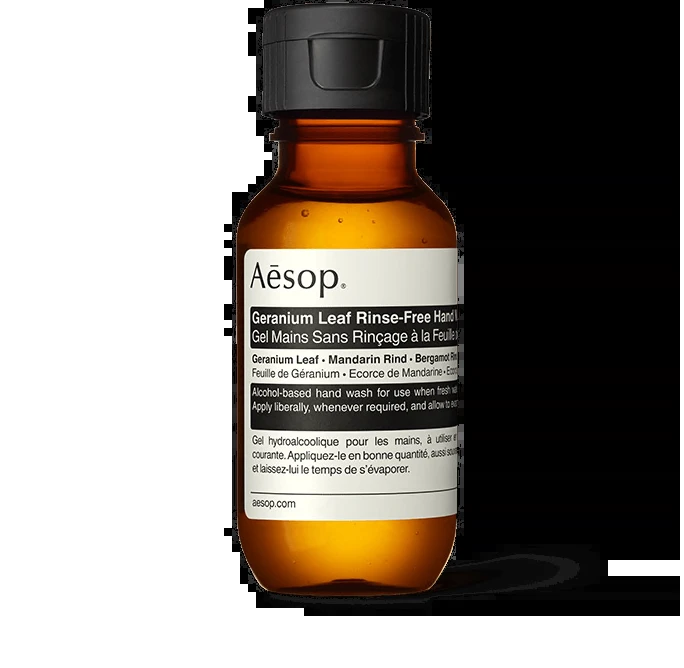 Aēsop®
Geranium Leaf Rinse-Free Hand
Gel Mains Sans Rinçage à la
Geranium Leaf • Mandarin Rind • Bergamot
Feuille de Géranium • Ecorce de Mandarine •
Alcohol-based hand wash for use when fresh
Apply liberally, whenever required, and allow to
Gel hydroalcoolique pour les mains, à utiliser
courante. Appliquez-le en bonne quantité, aussi
et laissez-lui le temps de s'évaporer.
aesop.com